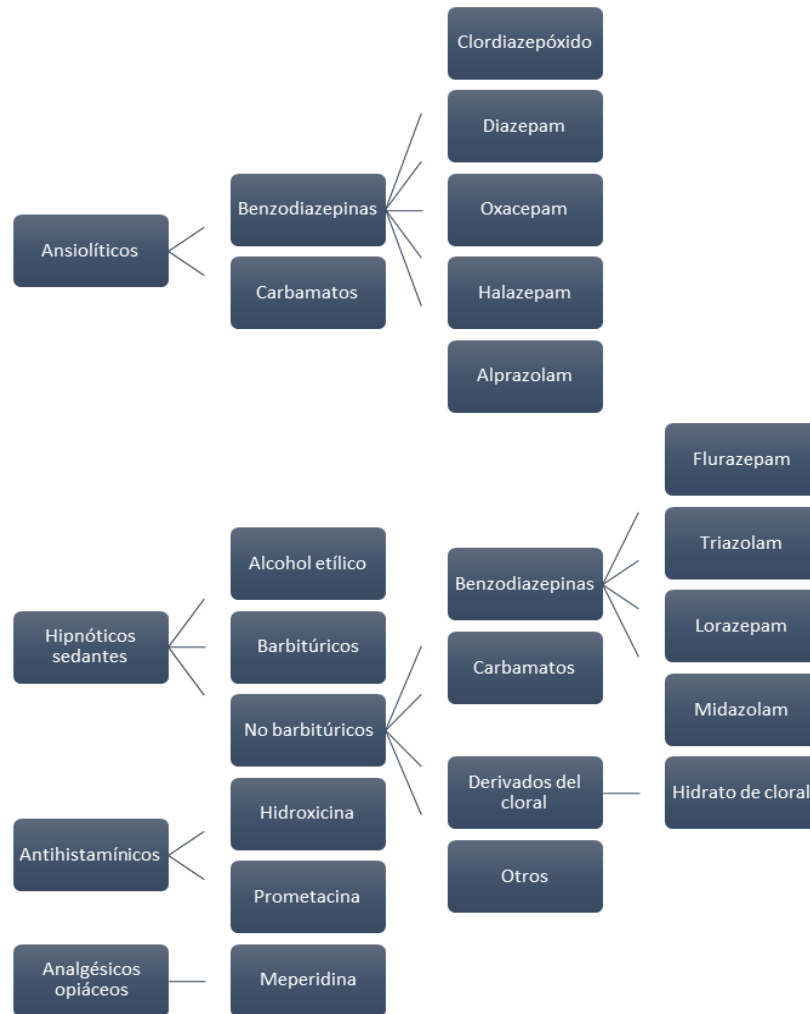 Ansiolíticos
Benzodiazepinas
Clordiazepóxido
Diazepam
Oxacepam
Halazepam
Alprazolam
Carbamatos
Hipnóticos
sedantes
Alcohol etílico
Barbitúricos
No barbitúricos
Benzodiazepinas
Flurazepam
Triazolam
Lorazepam
Midazolam
Carbamatos
Derivados del
cloral
Hidrato de cloral
Otros
Antihistamínicos
Hidroxicina
Prometacina
Analgésicos
opiáceos
Meperidina